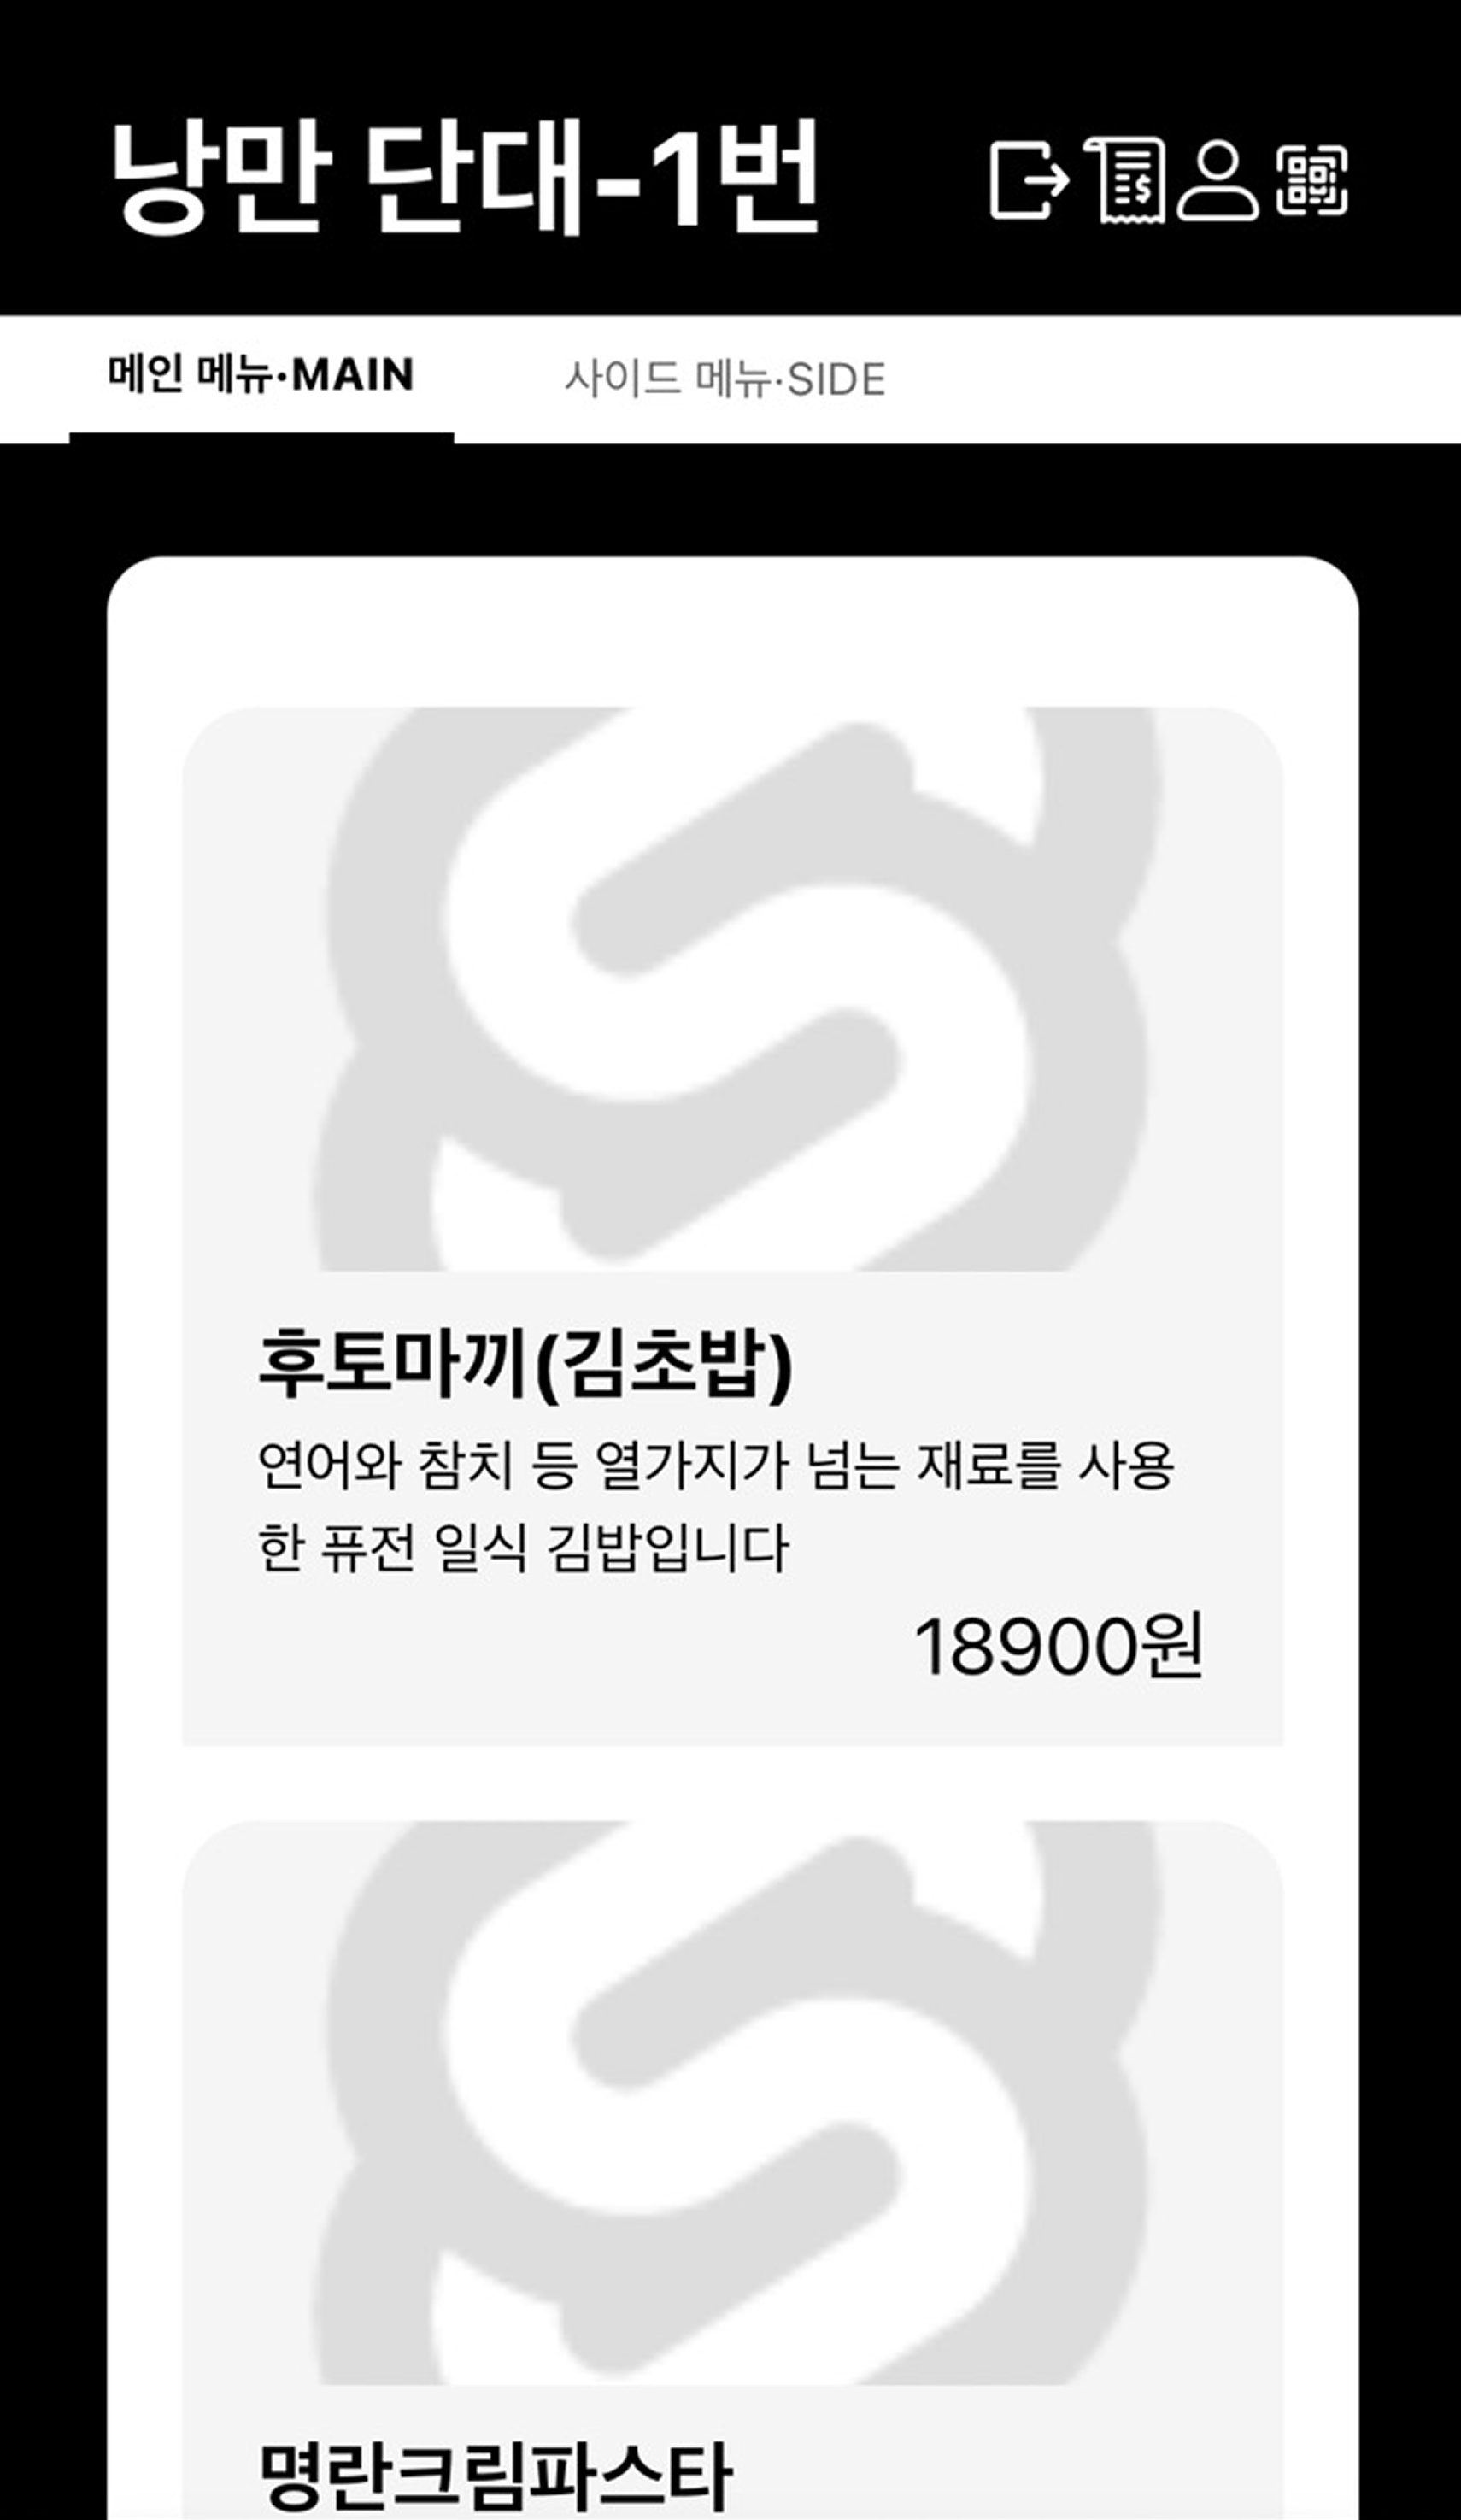 낭만 단대-1번
메인 메뉴·MAIN
사이드 메뉴·SIDE
후토마끼(김초밥)
연어와 참치 등 열가지가 넘는 재료를 사용
한 퓨전 일식 김밥입니다
18900원
명란크림파스타